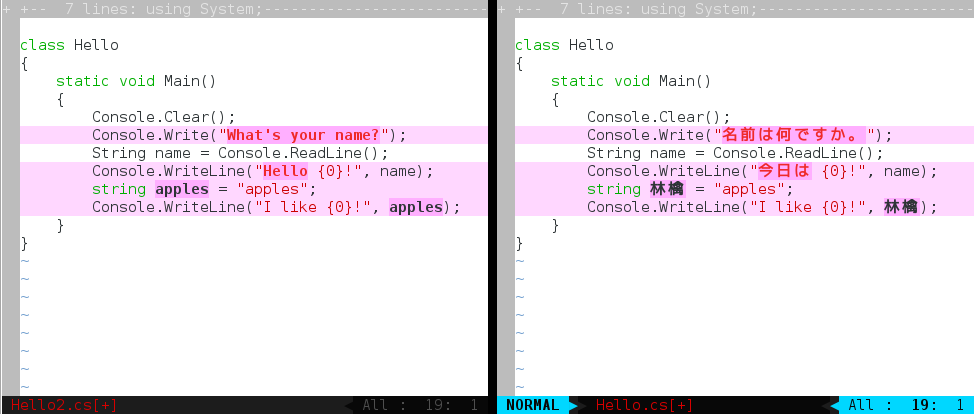 + +--  7 lines: using System;--------------------------
class Hello
{
    static void Main()
    {
        Console.Clear();
        Console.Write("What's your name?");
        String name = Console.ReadLine();
        Console.WriteLine("Hello {0}!", name);
        string apples = "apples";
        Console.WriteLine("I like {0}!", apples);
    }
}
~
~
~
~
~
~
~
~
Hello2.cs[+] All : 19: 1
+ +--  7 lines: using System;--------------------------
class Hello
{
    static void Main()
    {
        Console.Clear();
        Console.Write("名前は何ですか。");
        String name = Console.ReadLine();
        Console.WriteLine("今日は {0}!", name);
        string 林檎 = "apples";
        Console.WriteLine("I like {0}!", 林檎);
    }
}
~
~
~
~
~
~
~
~
NORMAL Hello.cs[+] All : 19: 1